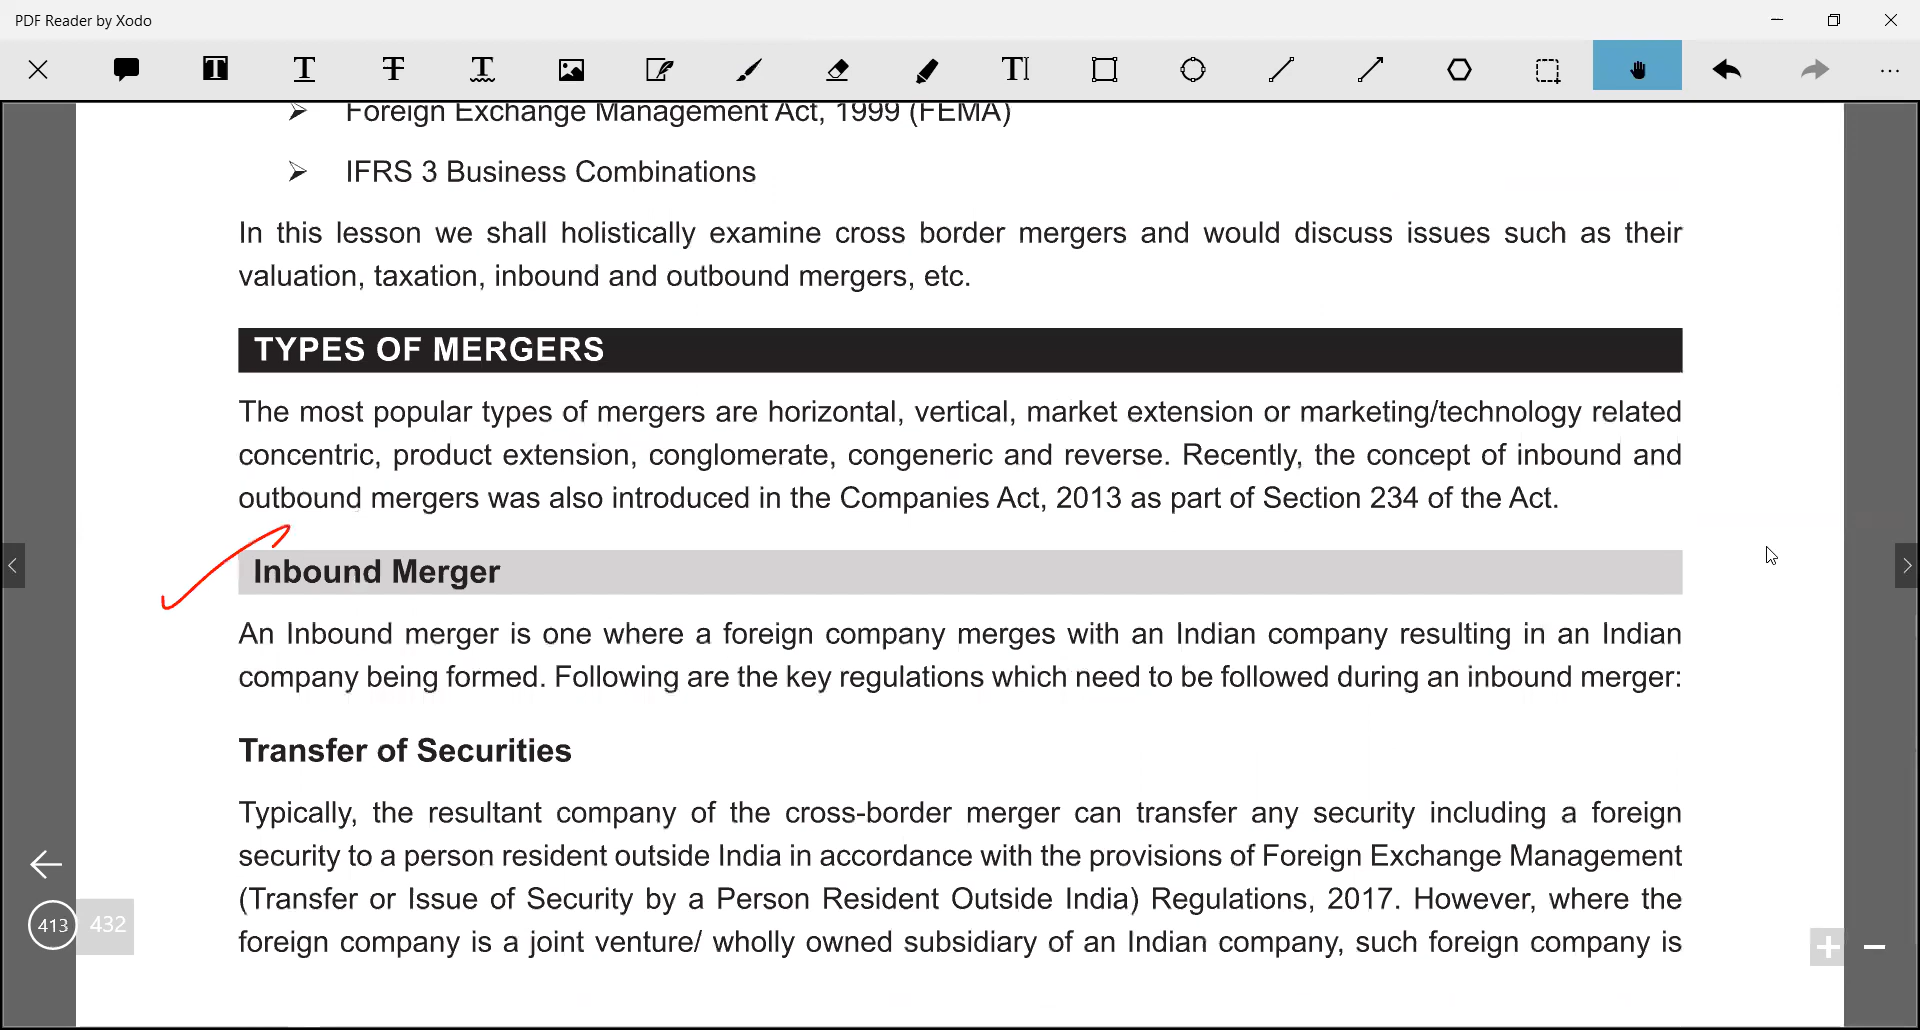 PDF Reader by Xodo
➢ Foreign Exchange Management Act, 1999 (FEMA)
➢ IFRS 3 Business Combinations
In this lesson we shall holistically examine cross border mergers and would discuss issues such as their
valuation, taxation, inbound and outbound mergers, etc.
TYPES OF MERGERS
The most popular types of mergers are horizontal, vertical, market extension or marketing/technology related
concentric, product extension, conglomerate, congeneric and reverse. Recently, the concept of inbound and
outbound mergers was also introduced in the Companies Act, 2013 as part of Section 234 of the Act.
Inbound Merger
An Inbound merger is one where a foreign company merges with an Indian company resulting in an Indian
company being formed. Following are the key regulations which need to be followed during an inbound merger:
Transfer of Securities
Typically, the resultant company of the cross-border merger can transfer any security including a foreign
security to a person resident outside India in accordance with the provisions of Foreign Exchange Management
(Transfer or Issue of Security by a Person Resident Outside India) Regulations, 2017. However, where the
foreign company is a joint venture/ wholly owned subsidiary of an Indian company, such foreign company is
413 432